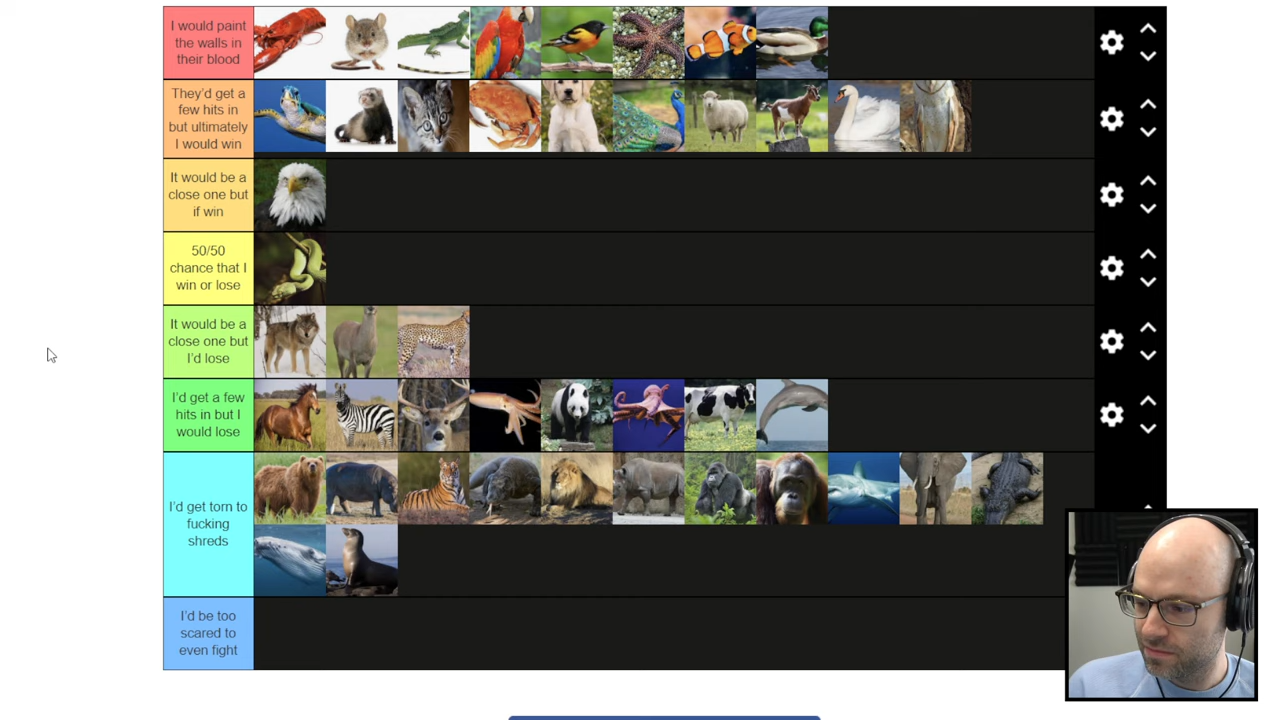 I would paint
the walls in
their blood
They'd get a
few hits in
but ultimately
I would win
It would be a
close one but
if win
50/50
chance that I
win or lose
It would be a
close one but
I'd lose
I'd get a few
hits in but I
would lose
I'd get torn to
fucking
shreds
I'd be too
scared to
even fight